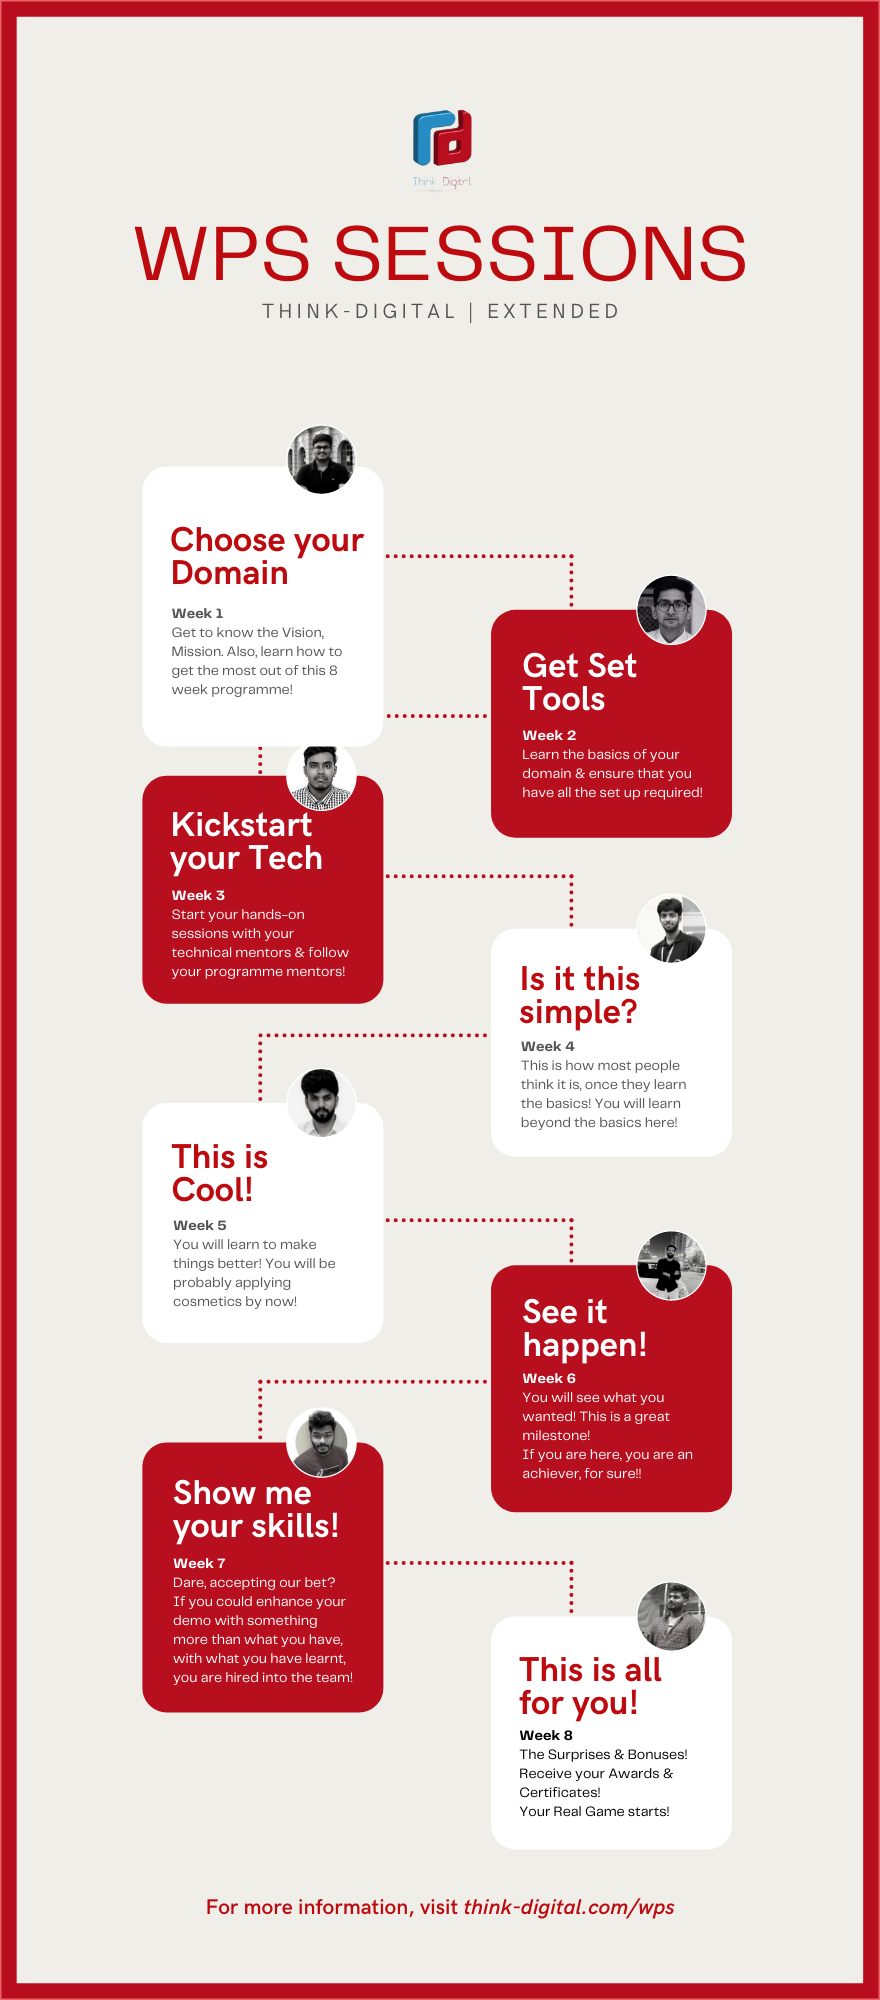 Think Digital
WPS SESSIONS
THINK-DIGITAL | EXTENDED
Choose your
Domain
Week 1
Get to know the Vision,
Mission. Also, learn how to
get the most out of this 8
week programme!
Get Set
Tools
Week 2
Learn the basics of your
domain & ensure that you
have all the set up required!
Kickstart
your Tech
Week 3
Start your hands-on
sessions with your
technical mentors & follow
your programme mentors!
Is it this
simple?
Week 4
This is how most people
think it is, once they learn
the basics! You will learn
beyond the basics here!
This is
Cool!
Week 5
You will learn to make
things better! You will be
probably applying
cosmetics by now!
See it
happen!
Week 6
You will see what you
wanted! This is a great
milestone!
If you are here, you are an
achiever, for sure!!
Show me
your skills!
Week 7
Dare, accepting our bet?
If you could enhance your
demo with something
more than what you have,
with what you have learnt,
you are hired into the team!
This is all
for you!
Week 8
The Surprises & Bonuses!
Receive your Awards &
Certificates!
Your Real Game starts!
For more information, visit think-digital.com/wps